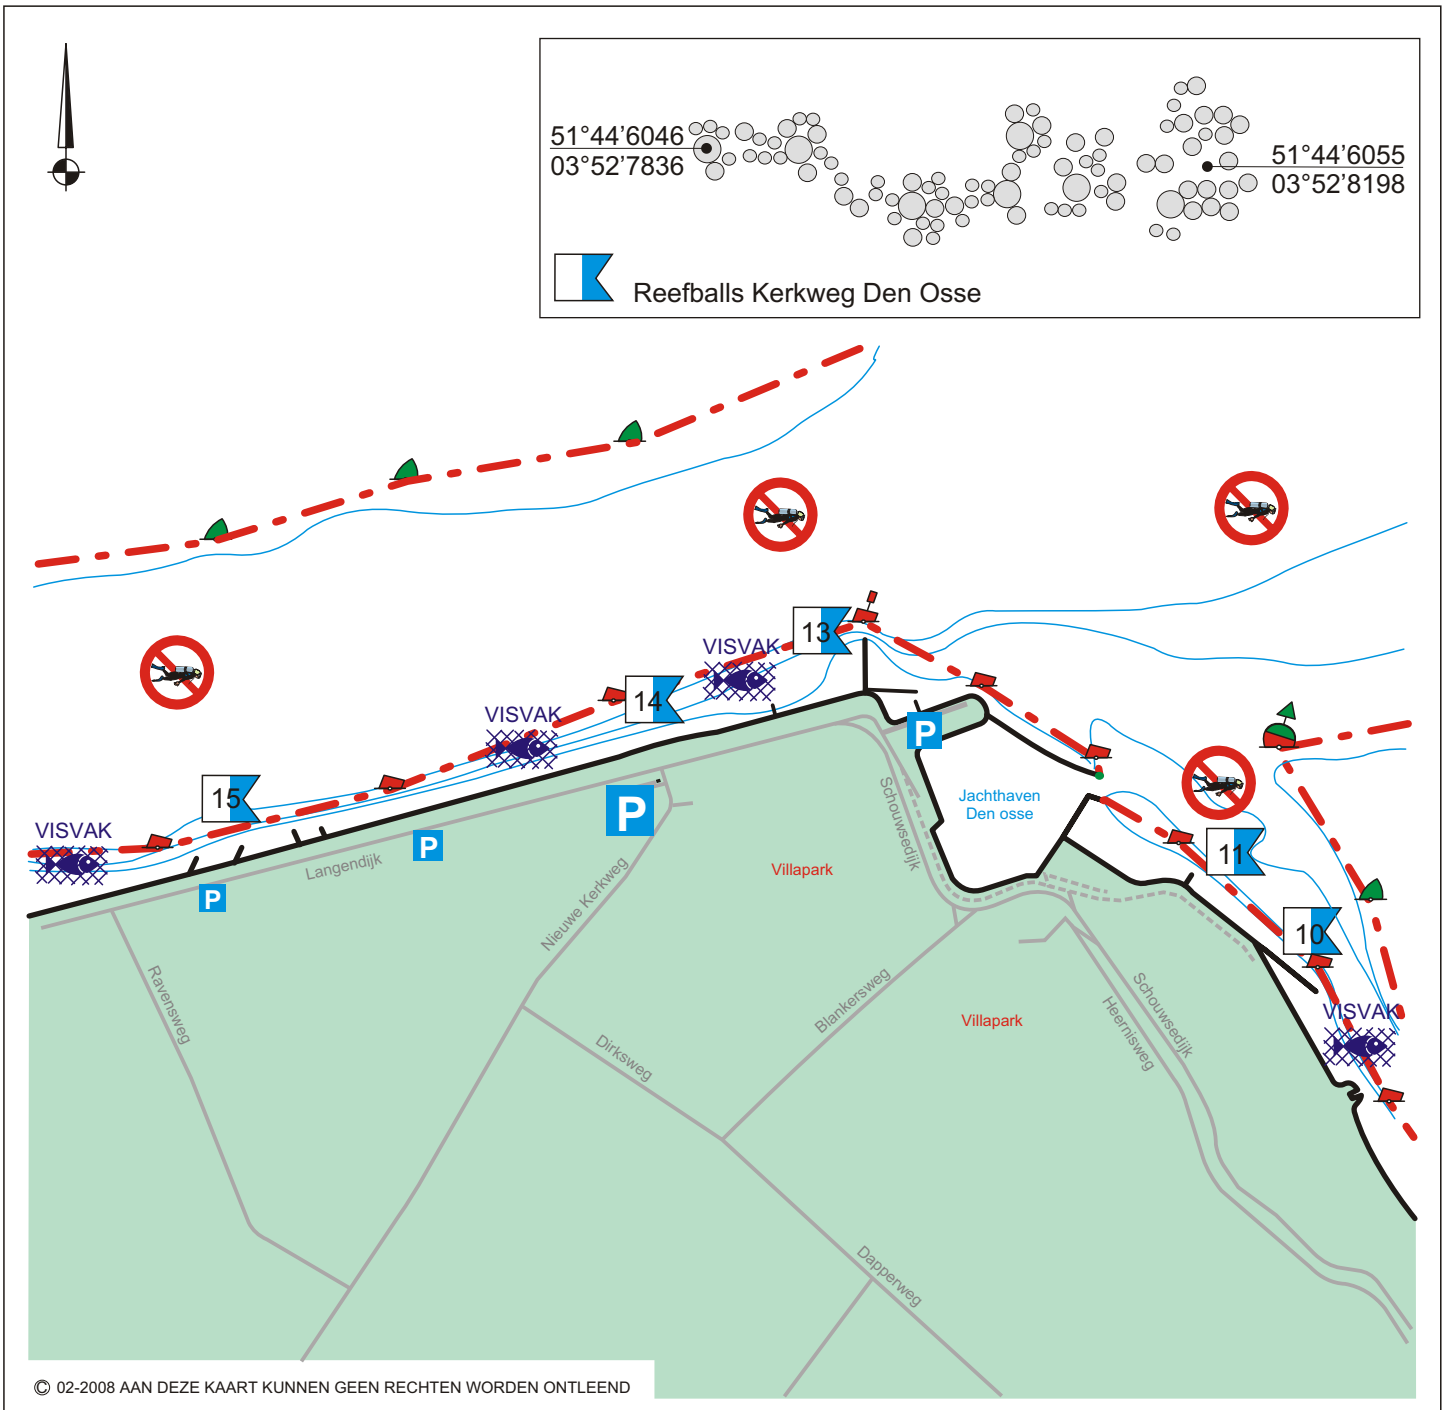 51°44'6046
03°52'7836
51°44'6055
03°52'8198
Reefballs Kerkweg Den Osse
13
VISVAK
14
VISVAK
15
VISVAK
P
P
P
P
Langendijk
Nieuwe Kerkweg
Ravensweg
Schouwsedijk
Jachthaven
Den osse
Villapark
11
10
VISVAK
Blankersweg
Villapark
Schouwsedijk
Heernisweg
Dirksweg
Dapperweg
© 02-2008 AAN DEZE KAART KUNNEN GEEN RECHTEN WORDEN ONTLEEND